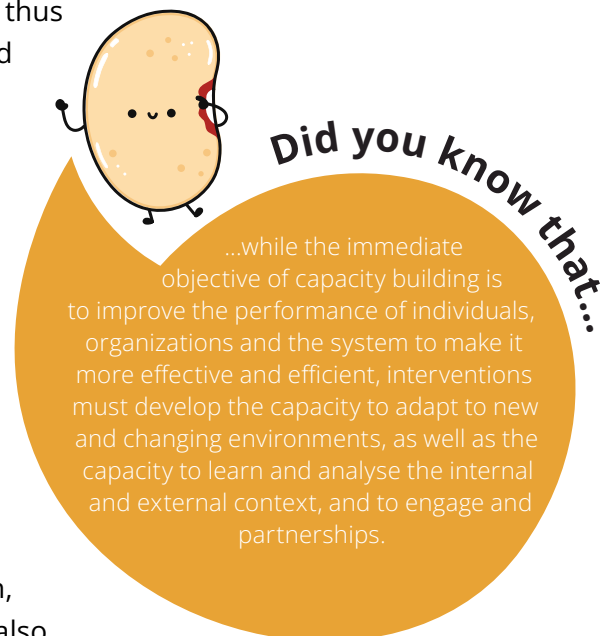 thus
d
Did you know that...
...while the immediate
objective of capacity building is
to improve the performance of individuals,
organizations and the system to make it
more effective and efficient, interventions
must develop the capacity to adapt to new
and changing environments, as well as the
capacity to learn and analyse the internal
and external context, and to engage and
partnerships.
,
also